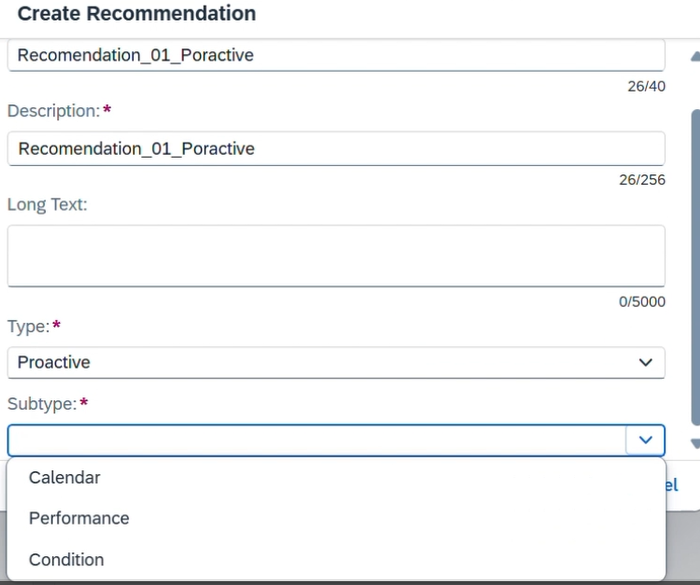 Create Recommendation
Recomendation_01_Poractive
26/40
Description:*
Recomendation_01_Poractive
26/256
Long Text:
0/5000
Type:*
Proactive
Subtype:*
Calendar
el
Performance
Condition